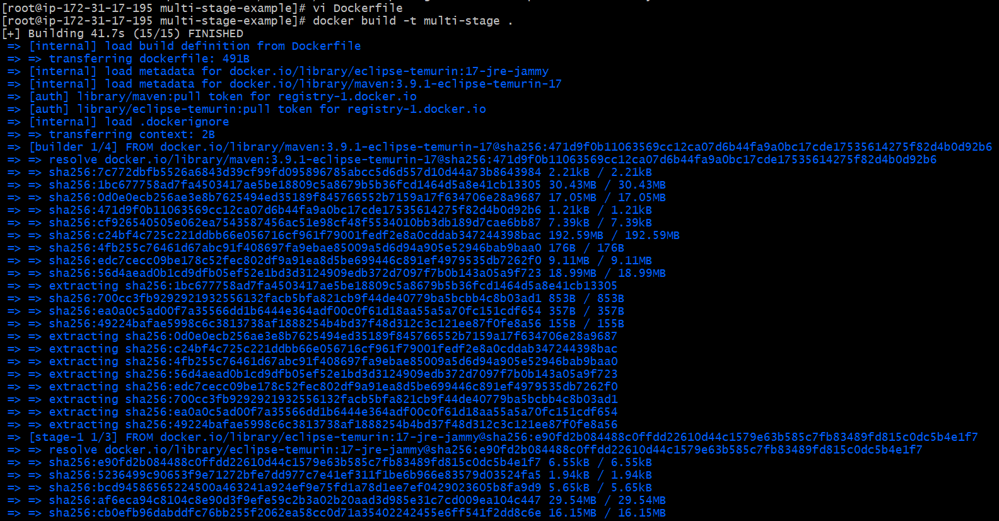 [root@ip-172-31-17-195 multi-stage-example]# vi Dockerfile
[root@ip-172-31-17-195 multi-stage-example]# docker build -t multi-stage .
[+] Building 41.7s (15/15) FINISHED
=> [internal] load build definition from Dockerfile
=> => transferring dockerfile: 491B
=> [internal] load metadata for docker.io/library/eclipse-temurin:17-jre-jammy
=> [internal] load metadata for docker.io/library/maven:3.9.1-eclipse-temurin-17
=> [auth] library/maven:pull token for registry-1.docker.io
=> [auth] library/eclipse-temurin:pull token for registry-1.docker.io
=> [internal] load .dockerignore
=> => transferring context: 2B
=> [builder 1/4] FROM docker.io/library/maven:3.9.1-eclipse-temurin-17@sha256:471d9f0b11063569cc12ca07d6b44fa9a0bc17cde17535614275f82d4b0d92b6
=> => resolve docker.io/library/maven:3.9.1-eclipse-temurin-17@sha256:471d9f0b11063569cc12ca07d6b44fa9a0bc17cde17535614275f82d4b0d92b6
=> => sha256:7c772dbfb5526a6843d39cf99fd095896785abcc5d6d557d10d44a73b8643984 2.21kB / 2.21kB
=> => sha256:1bc677758ad7fa4503417ae5be18809c5a8679b5b36fcd1464d5a8e41cb13305 30.43MB / 30.43MB
=> => sha256:0d0e0ecb256ae3e8b7625494ed35189f845766552b7159a17f634706e28a9687 17.05MB / 17.05MB
=> => sha256:471d9f0b11063569cc12ca07d6b44fa9a0bc17cde17535614275f82d4b0d92b6 1.21kB / 1.21kB
=> => sha256:cf926540505e062ea7543587456ac51e98cf48f5534010bb3db189d7cae6bb87 7.39kB / 7.39kB
=> => sha256:c24bf4c725c221ddbb66e056716cf961f79001fedf2e8a0cddab347244398bac 192.59MB / 192.59MB
=> => sha256:4fb255c76461d67abc91f408697fa9ebae85009a5d6d94a905e52946bab9baa0 176B / 176B
=> => sha256:edc7cecc09be178c52fec802df9a91ea8d5be699446c891ef4979535db7262f0 9.11MB / 9.11MB
=> => sha256:56d4aead0b1cd9dfb05ef52e1bd3d3124909edb372d7097f7b0b143a05a9f723 18.99MB / 18.99MB
=> => extracting sha256:1bc677758ad7fa4503417ae5be18809c5a8679b5b36fcd1464d5a8e41cb13305
=> => sha256:700cc3fb9292921932556132facb5bfa821cb9f44de40779ba5bcbb4c8b03ad1 853B / 853B
=> => sha256:ea0a0c5ad00f7a35566dd1b6444e364adf00c0f61d18aa55a5a70fc151cdf654 357B / 357B
=> => sha256:49224bafae5998c6c3813738af1888254b4bd37f48d312c3c121ee87f0fe8a56 155B / 155B
=> => extracting sha256:0d0e0ecb256ae3e8b7625494ed35189f845766552b7159a17f634706e28a9687
=> => extracting sha256:c24bf4c725c221ddbb66e056716cf961f79001fedf2e8a0cddab347244398bac
=> => extracting sha256:4fb255c76461d67abc91f408697fa9ebae85009a5d6d94a905e52946bab9baa0
=> => extracting sha256:56d4aead0b1cd9dfb05ef52e1bd3d3124909edb372d7097f7b0b143a05a9f723
=> => extracting sha256:edc7cecc09be178c52fec802df9a91ea8d5be699446c891ef4979535db7262f0
=> => extracting sha256:700cc3fb9292921932556132facb5bfa821cb9f44de40779ba5bcbb4c8b03ad1
=> => extracting sha256:ea0a0c5ad00f7a35566dd1b6444e364adf00c0f61d18aa55a5a70fc151cdf654
=> => extracting sha256:49224bafae5998c6c3813738af1888254b4bd37f48d312c3c121ee87f0fe8a56
=> [stage-1 1/3] FROM docker.io/library/eclipse-temurin:17-jre-jammy@sha256:e90fd2b084488c0ffdd22610d44c1579e63b585c7fb83489fd815c0dc5b4e1f7
=> => resolve docker.io/library/eclipse-temurin:17-jre-jammy@sha256:e90fd2b084488c0ffdd22610d44c1579e63b585c7fb83489fd815c0dc5b4e1f7
=> => sha256:e90fd2b084488c0ffdd22610d44c1579e63b585c7fb83489fd815c0dc5b4e1f7 6.55kB / 6.55kB
=> => sha256:5236499c90653f9e71272bfe7dd977c7e41ef311f1be6b966e83579d03524fa5 1.94kB / 1.94kB
=> => sha256:bcd94586565224500a463241a924ef9e75fd1a78d1ee7ef0429023605b8fa9d9 5.65kB / 5.65kB
=> => sha256:af6eca94c8104c8e90d3f9efe59c2b3a02b20aad3d985e31c7cd009ea104c447 29.54MB / 29.54MB
=> => sha256:cb0efb96dabddfc76bb255f2062ea58cc0d71a35402242455e6ff541f2dd8c6e 16.15MB / 16.15MB